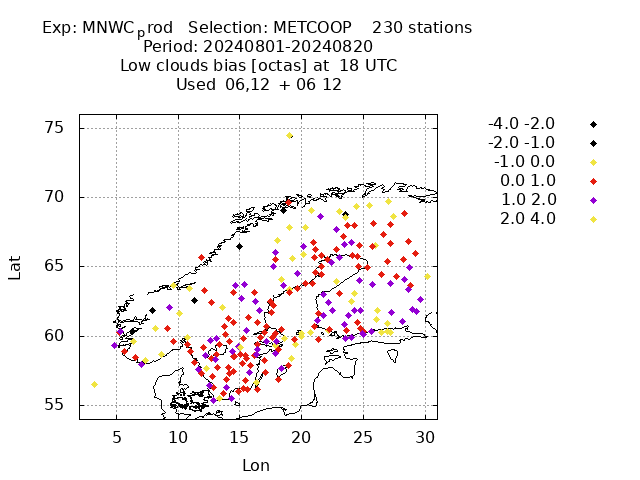 Exp: MNWCprod   Selection: METCOOP    230 stations
Period: 20240801-20240820
Low clouds bias [octas] at  18 UTC
Used  06,12  + 06 12
75
70
65
60
55
5 10 15 20 25 30
Lat
Lon
-4.0 -2.0
-2.0 -1.0
-1.0 0.0
0.0 1.0
1.0 2.0
2.0 4.0